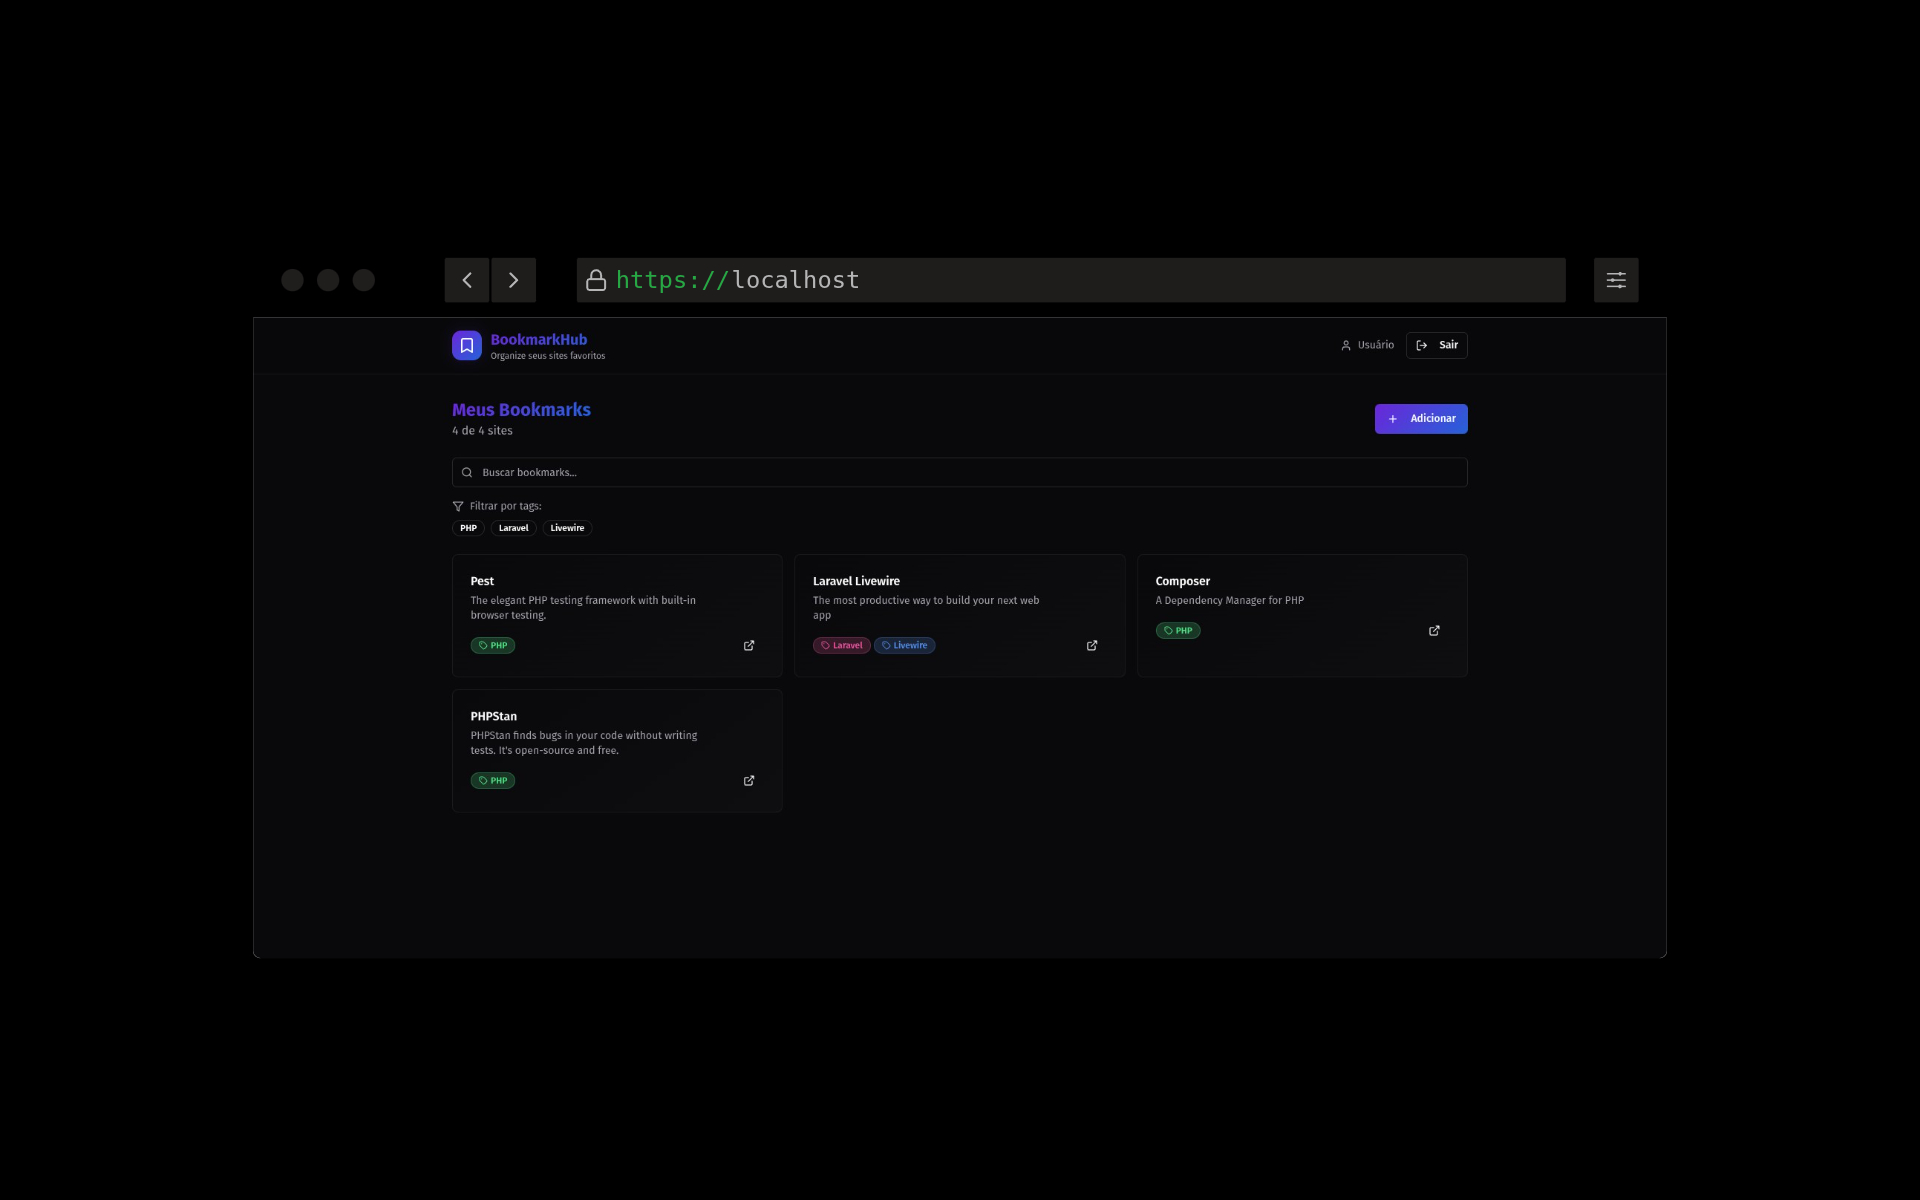 https://localhost
BookmarkHub
Organize seus sites favoritos
Usuário
Sair
Meus Bookmarks
4 de 4 sites
Adicionar
Buscar bookmarks...
Filtrar por tags:
PHP Laravel Livewire
Pest
The elegant PHP testing framework with built-in
browser testing.
PHP
Laravel Livewire
The most productive way to build your next web
app
Laravel Livewire
Composer
A Dependency Manager for PHP
PHP
PHPStan
PHPStan finds bugs in your code without writing
tests. It's open-source and free.
PHP